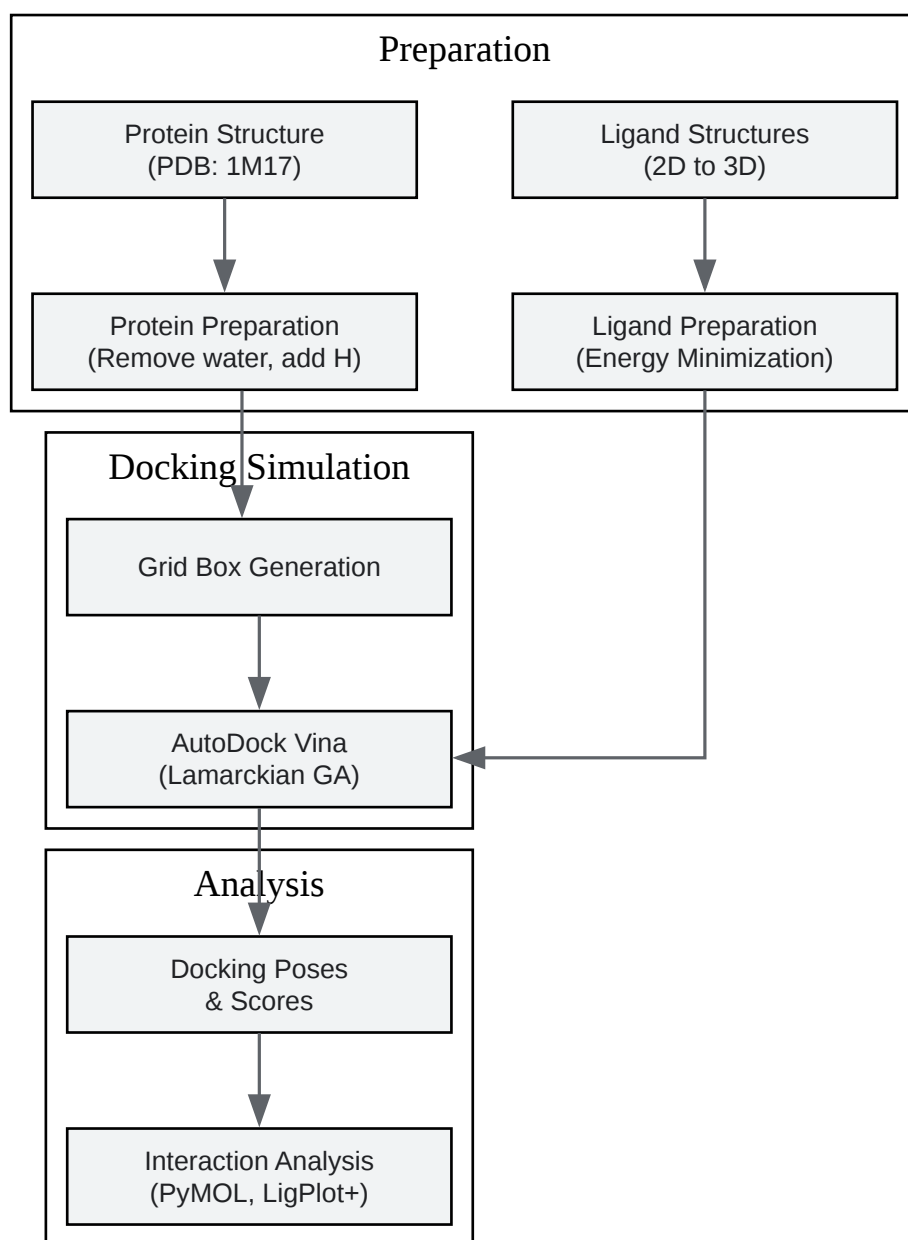 Preparation
Protein Structure
(PDB: 1M17)
Ligand Structures
(2D to 3D)
Protein Preparation
(Remove water, add H)
Ligand Preparation
(Energy Minimization)
Docking Simulation
Grid Box Generation
AutoDock Vina
(Lamarckian GA)
Analysis
Docking Poses
& Scores
Interaction Analysis
(PyMOL, LigPlot+)